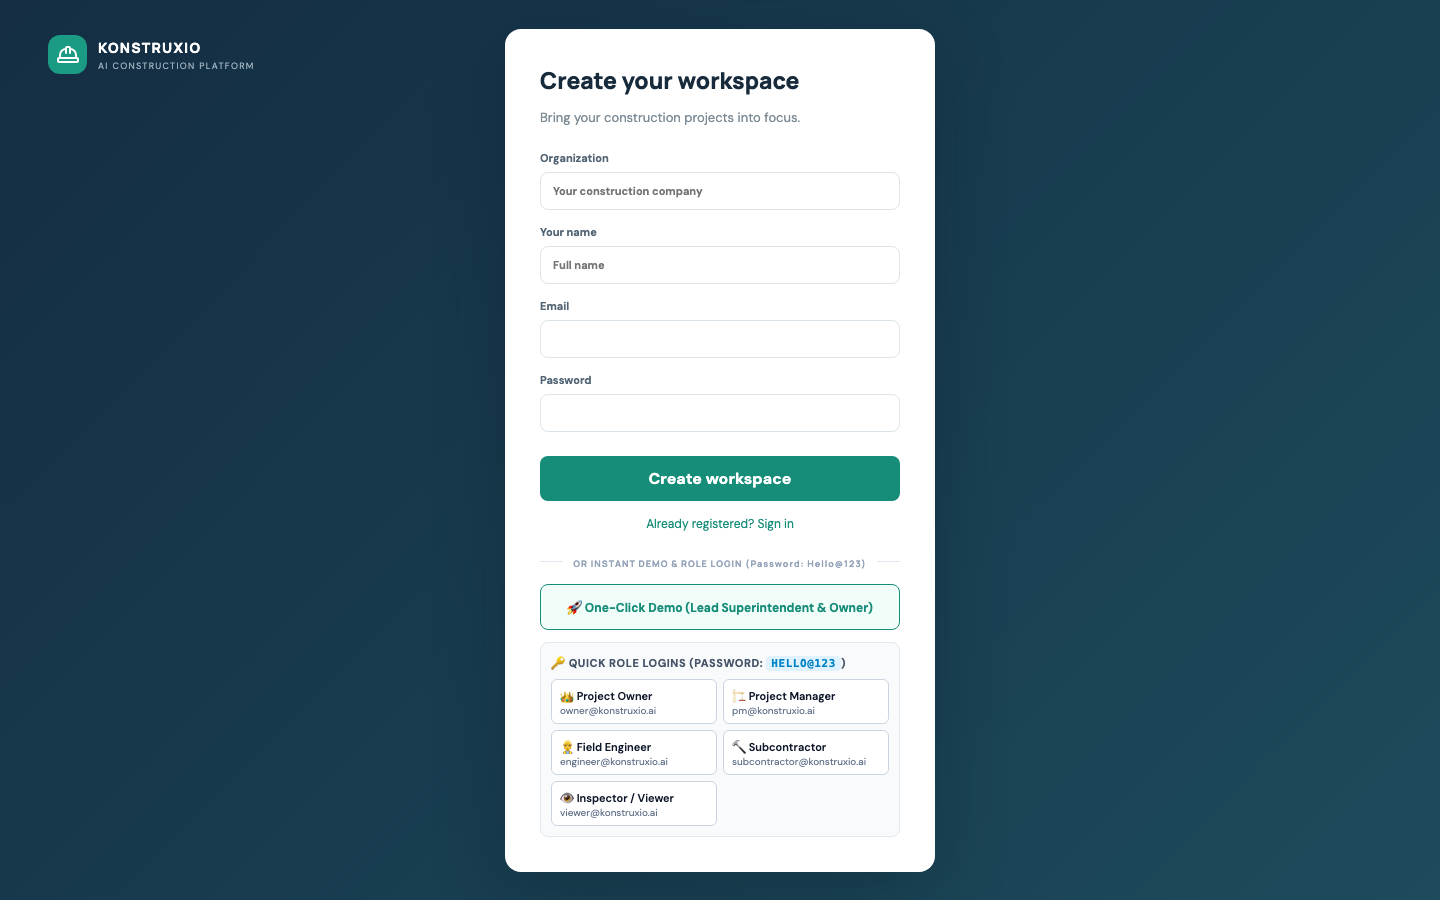 KONSTRUXIO
AI CONSTRUCTION PLATFORM
Create your workspace
Bring your construction projects into focus.
Organization
Your construction company
Your name
Full name
Email
Password
Create workspace
Already registered? Sign in
OR INSTANT DEMO & ROLE LOGIN (Password: Hello@123)
🚀 One-Click Demo (Lead Superintendent & Owner)
🔑 QUICK ROLE LOGINS (PASSWORD: HELLO@123 )
Project Owner
owner@konstruxio.ai
🏗️ Project Manager
pm@konstruxio.ai
👷 Field Engineer
engineer@konstruxio.ai
🔨 Subcontractor
subcontractor@konstruxio.ai
👁️ Inspector / Viewer
viewer@konstruxio.ai